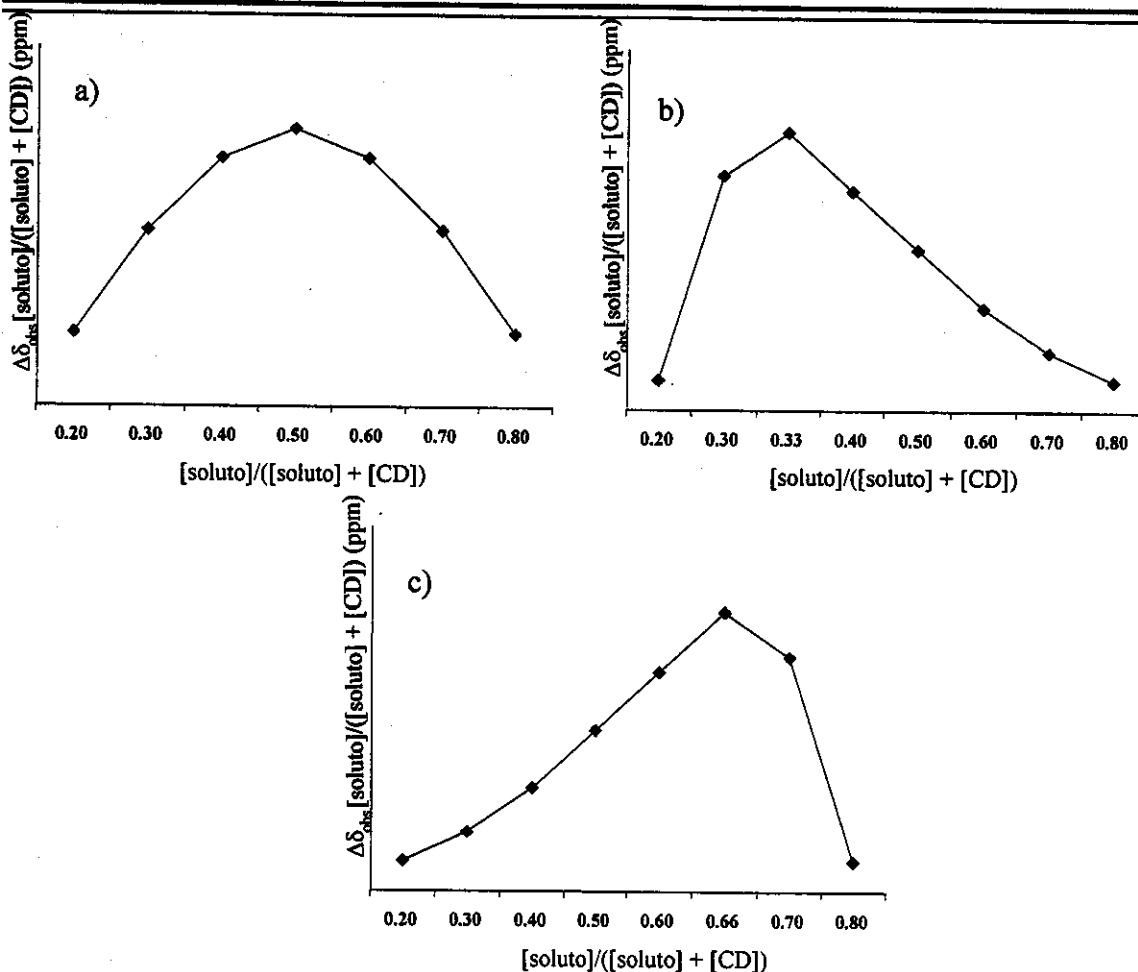 a)
Δδobs[soluto]/([soluto] + [CD]) (ppm)
0.20 0.30 0.40 0.50 0.60 0.70 0.80
[soluto]/([soluto] + [CD])
b)
Δδobs[soluto]/([soluto] + [CD]) (ppm)
0.20 0.30 0.33 0.40 0.50 0.60 0.70 0.80
[soluto]/([soluto] + [CD])
c)
Δδobs[soluto]/([soluto] + [CD]) (ppm)
0.20 0.30 0.40 0.50 0.60 0.66 0.70 0.80
[soluto]/([soluto] + [CD])